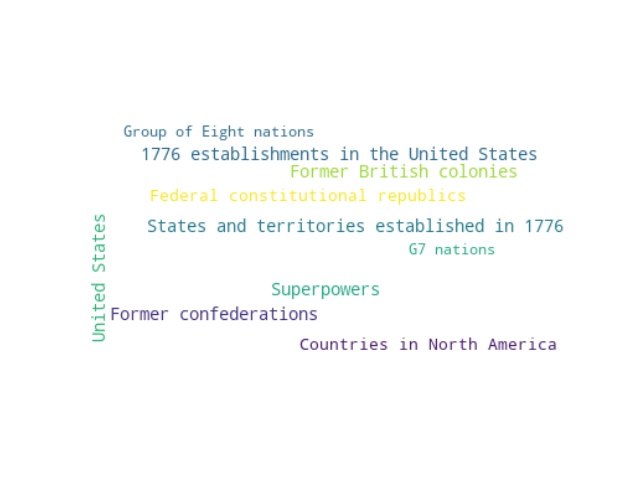 Group of Eight nations
1776 establishments in the United States
Former British colonies
Federal constitutional republics
States and territories established in 1776
G7 nations
United States
Superpowers
Former confederations
Countries in North America